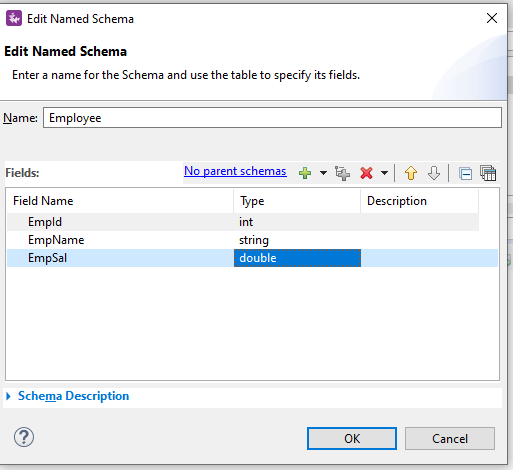 Edit Named Schema
Edit Named Schema
Enter a name for the Schema and use the table to specify its fields.
Name: Employee
Fields: No parent schemas
Field Name Type Description
EmpId int
EmpName string
EmpSal double
Schema Description
OK Cancel